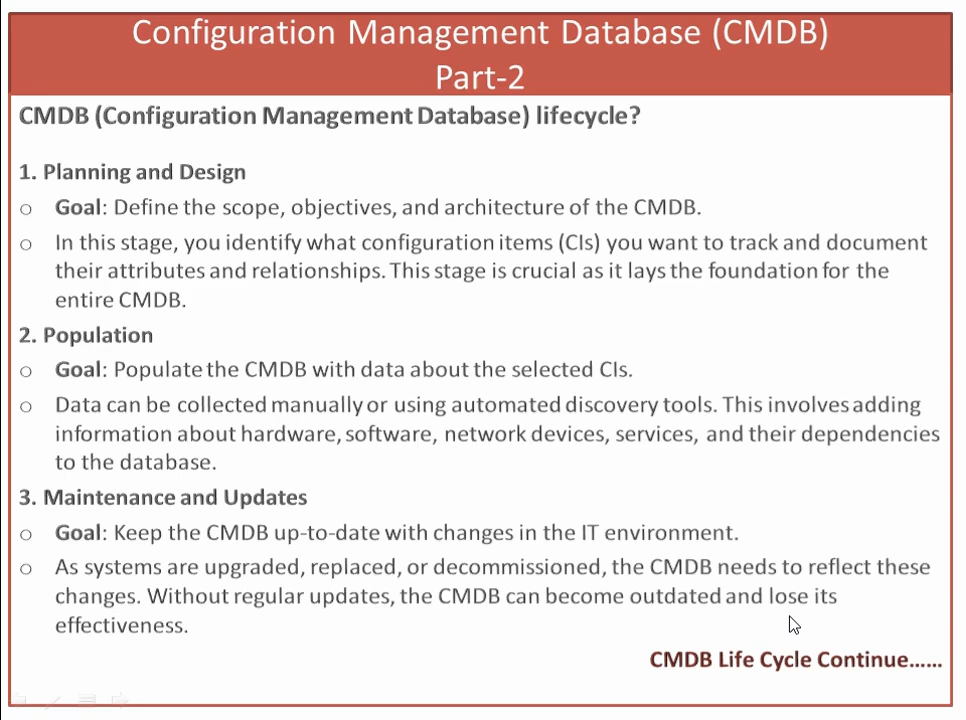 Configuration Management Database (CMDB)
Part-2
CMDB (Configuration Management Database) lifecycle?
1. Planning and Design
o Goal: Define the scope, objectives, and architecture of the CMDB.
o In this stage, you identify what configuration items (CIs) you want to track and document
their attributes and relationships. This stage is crucial as it lays the foundation for the
entire CMDB.
2. Population
o Goal: Populate the CMDB with data about the selected CIs.
o Data can be collected manually or using automated discovery tools. This involves adding
information about hardware, software, network devices, services, and their dependencies
to the database.
3. Maintenance and Updates
o Goal: Keep the CMDB up-to-date with changes in the IT environment.
o As systems are upgraded, replaced, or decommissioned, the CMDB needs to reflect these
changes. Without regular updates, the CMDB can become outdated and lose its
effectiveness.
CMDB Life Cycle Continue……